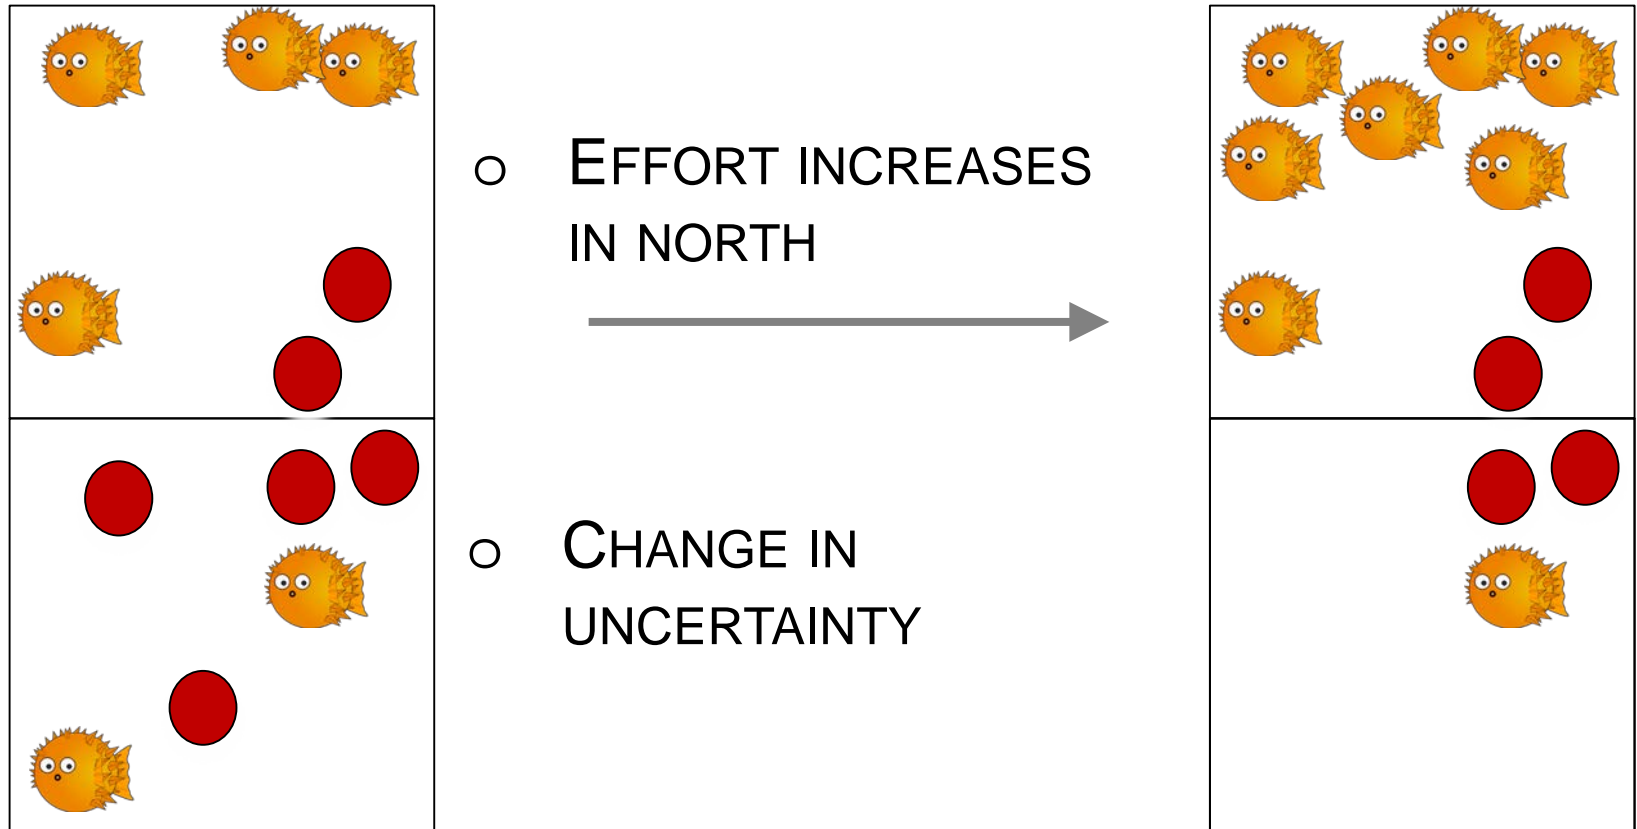 o EFFORT INCREASES
IN NORTH
o CHANGE IN
UNCERTAINTY